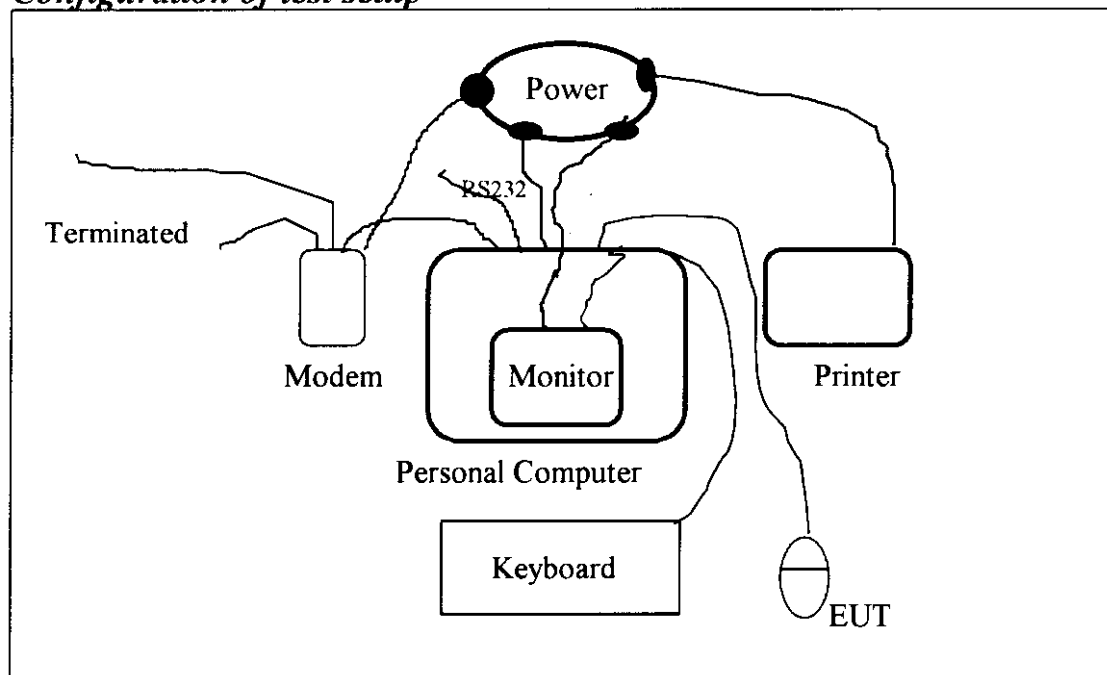 Configuration of test setup
Power
RS232
Terminated
Modem
Monitor
Printer
Personal Computer
Keyboard
EUT